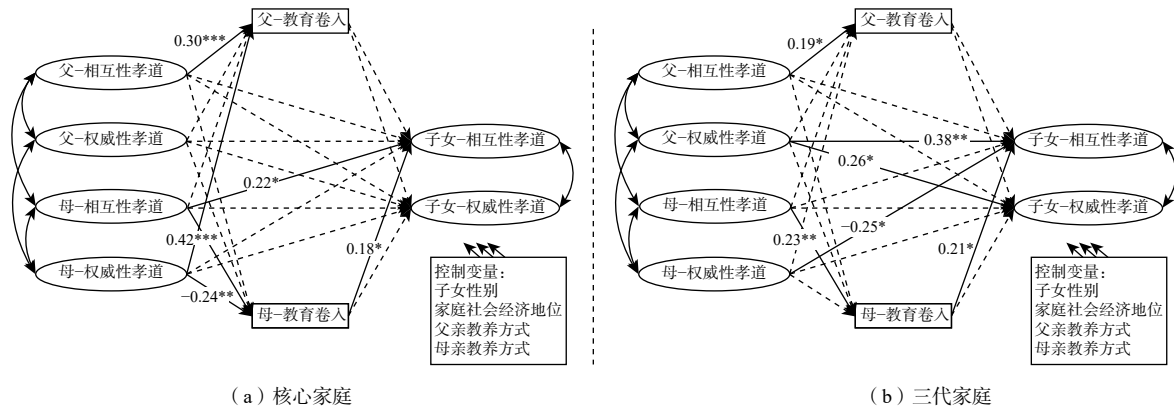 父−教育卷入
0.30***
父−相互性孝道
父−权威性孝道
子女−相互性孝道
0.22*
母−相互性孝道
子女−权威性孝道
0.42***
0.18*
母−权威性孝道
−0.24**
母−教育卷入
控制变量：
子女性别
家庭社会经济地位
父亲教养方式
母亲教养方式
（a）核心家庭
父−教育卷入
0.19*
父−相互性孝道
父−权威性孝道
0.38**
子女−相互性孝道
0.26*
母−相互性孝道
子女−权威性孝道
−0.25*
0.23**
0.21*
母−权威性孝道
母−教育卷入
控制变量：
子女性别
家庭社会经济地位
父亲教养方式
母亲教养方式
（b）三代家庭